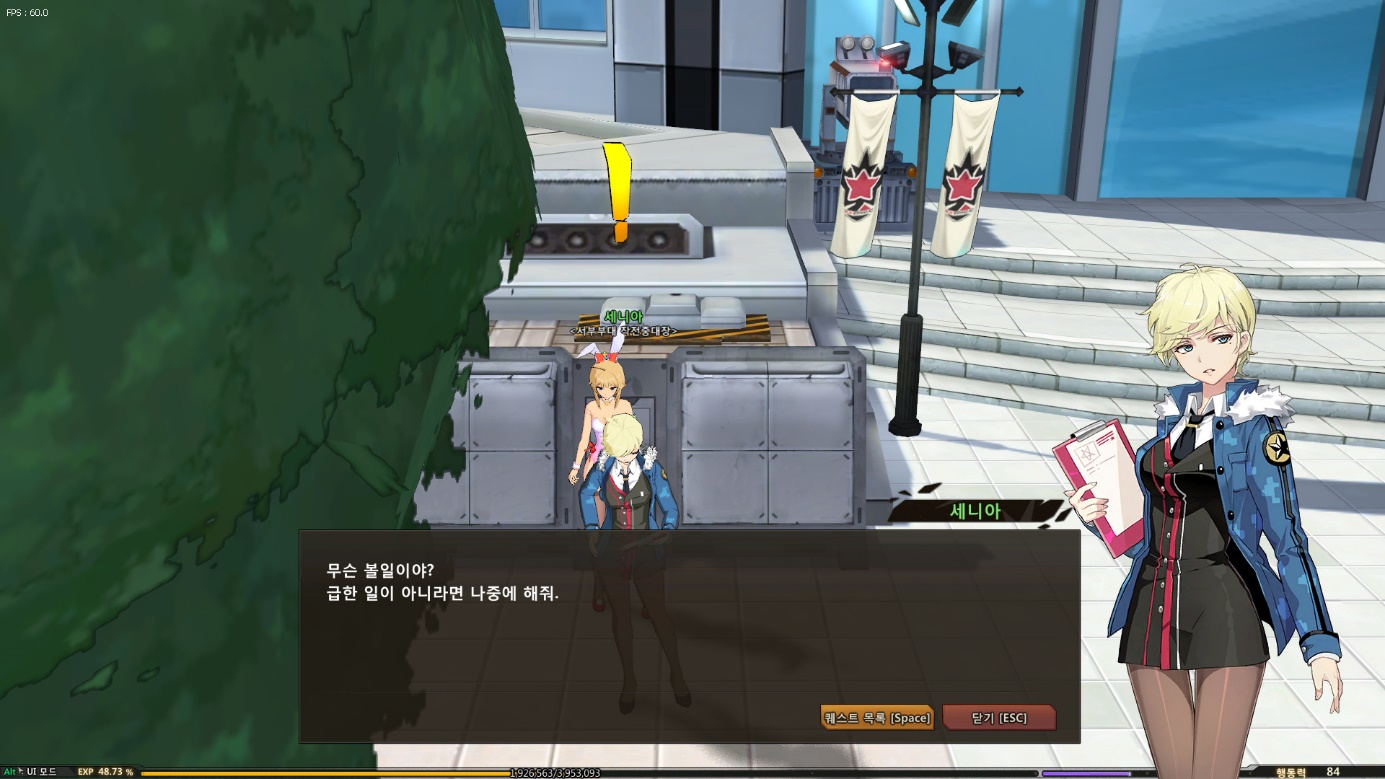 FPS : 60.0
세니아
<서부부대 작전중대장>
세니아
무슨 볼일이야?
급한 일이 아니라면 나중에 해줘.
퀘스트 목록 [Space]
닫기 [ESC]
Alt UI 모드
EXP 48.73 %
1,926,563/3,953,093
행동력 84